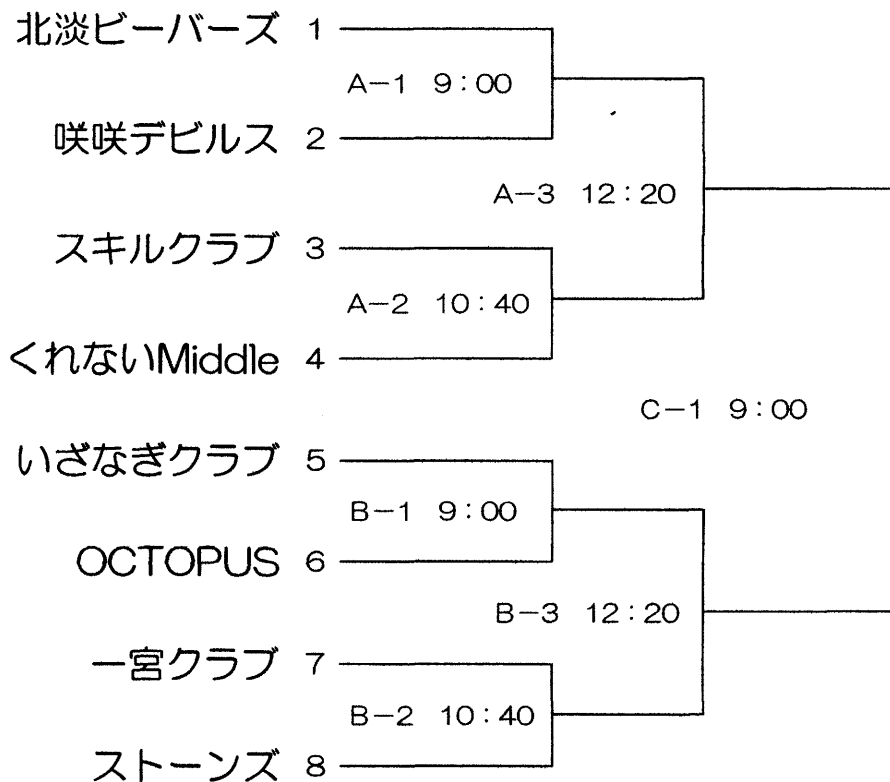 北淡ビーバーズ 1
A-1 9:00
咲咲デビルス 2
A-3 12:20
スキルクラブ 3
A-2 10:40
くれないMiddle 4
C-1 9:00
いざなぎクラブ 5
B-1 9:00
OCTOPUS 6
B-3 12:20
一宮クラブ 7
B-2 10:40
ストーンズ 8